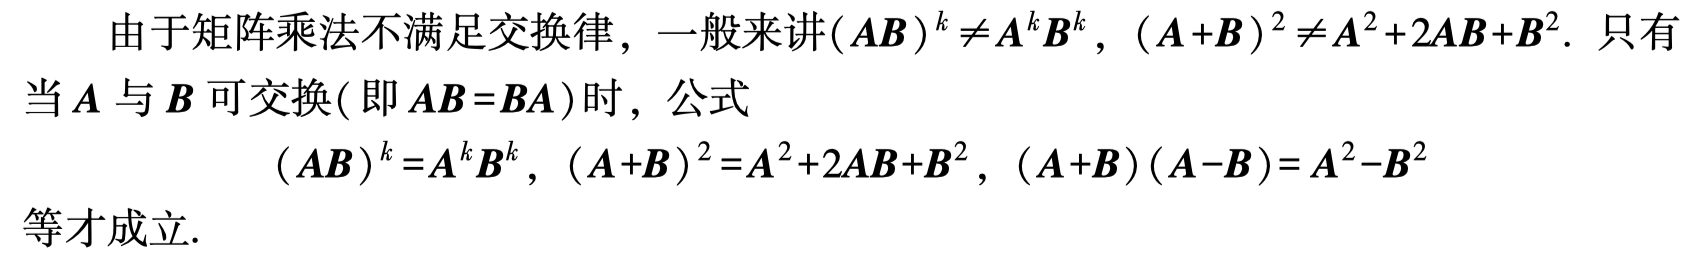 由于矩阵乘法不满足交换律，一般来讲(AB)^k≠A^kB^k，(A+B)^2≠A^2+2AB+B^2. 只有
当 A 与 B 可交换(即 AB=BA)时，公式
(AB)^k=A^kB^k，(A+B)^2=A^2+2AB+B^2，(A+B)(A-B)=A^2-B^2
等才成立.